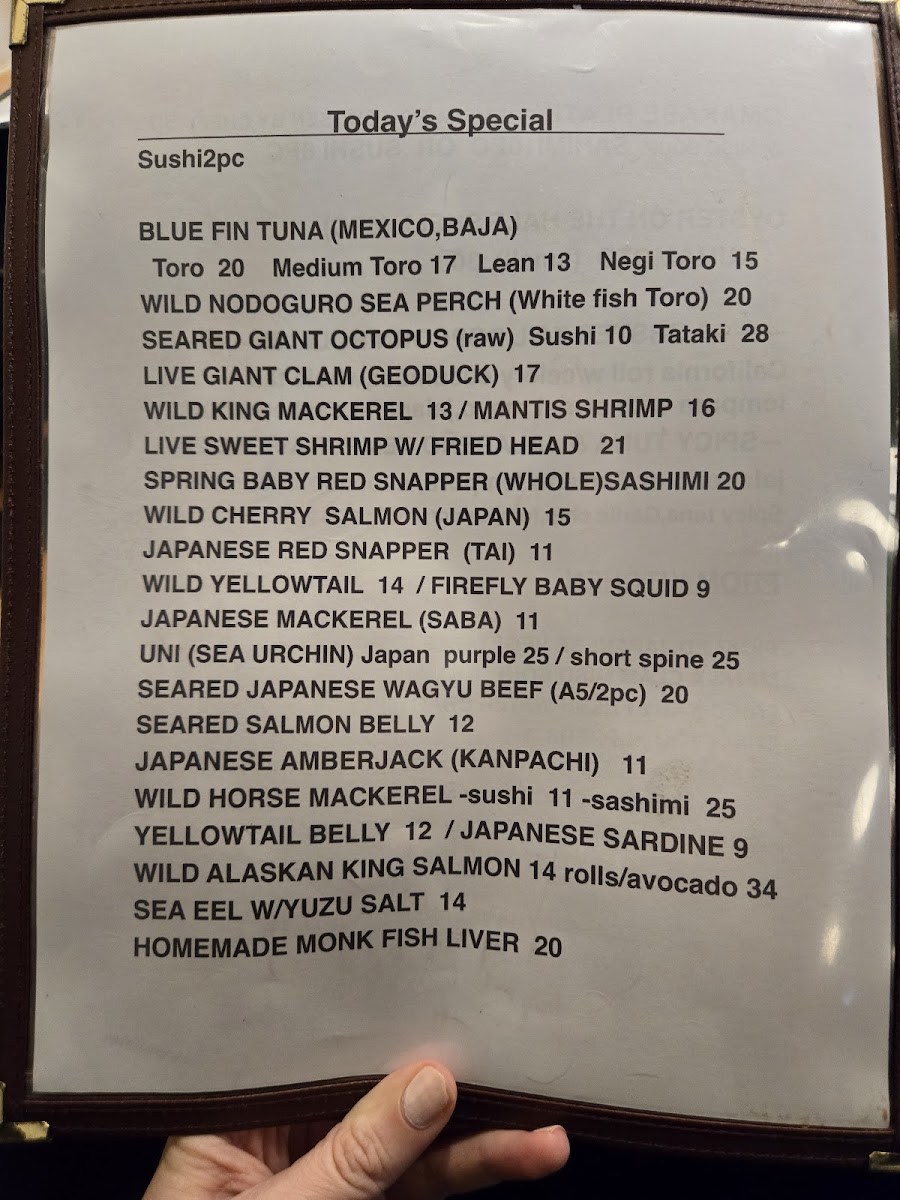 Today's Special
Sushi2pc
BLUE FIN TUNA (MEXICO,BAJA)
Toro 20 Medium Toro 17 Lean 13 Negi Toro 15
WILD NODOGURO SEA PERCH (White fish Toro) 20
SEARED GIANT OCTOPUS (raw) Sushi 10 Tataki 28
LIVE GIANT CLAM (GEODUCK) 17
WILD KING MACKEREL 13 / MANTIS SHRIMP 16
LIVE SWEET SHRIMP W/ FRIED HEAD 21
SPRING BABY RED SNAPPER (WHOLE)SASHIMI 20
WILD CHERRY SALMON (JAPAN) 15
JAPANESE RED SNAPPER (TAI) 11
WILD YELLOWTAIL 14 / FIREFLY BABY SQUID 9
JAPANESE MACKEREL (SABA) 11
UNI (SEA URCHIN) Japan purple 25 / short spine 25
SEARED JAPANESE WAGYU BEEF (A5/2pc) 20
SEARED SALMON BELLY 12
JAPANESE AMBERJACK (KANPACHI) 11
WILD HORSE MACKEREL -sushi 11 -sashimi 25
YELLOWTAIL BELLY 12 / JAPANESE SARDINE 9
WILD ALASKAN KING SALMON 14 rolls/avocado 34
SEA EEL W/YUZU SALT 14
HOMEMADE MONK FISH LIVER 20